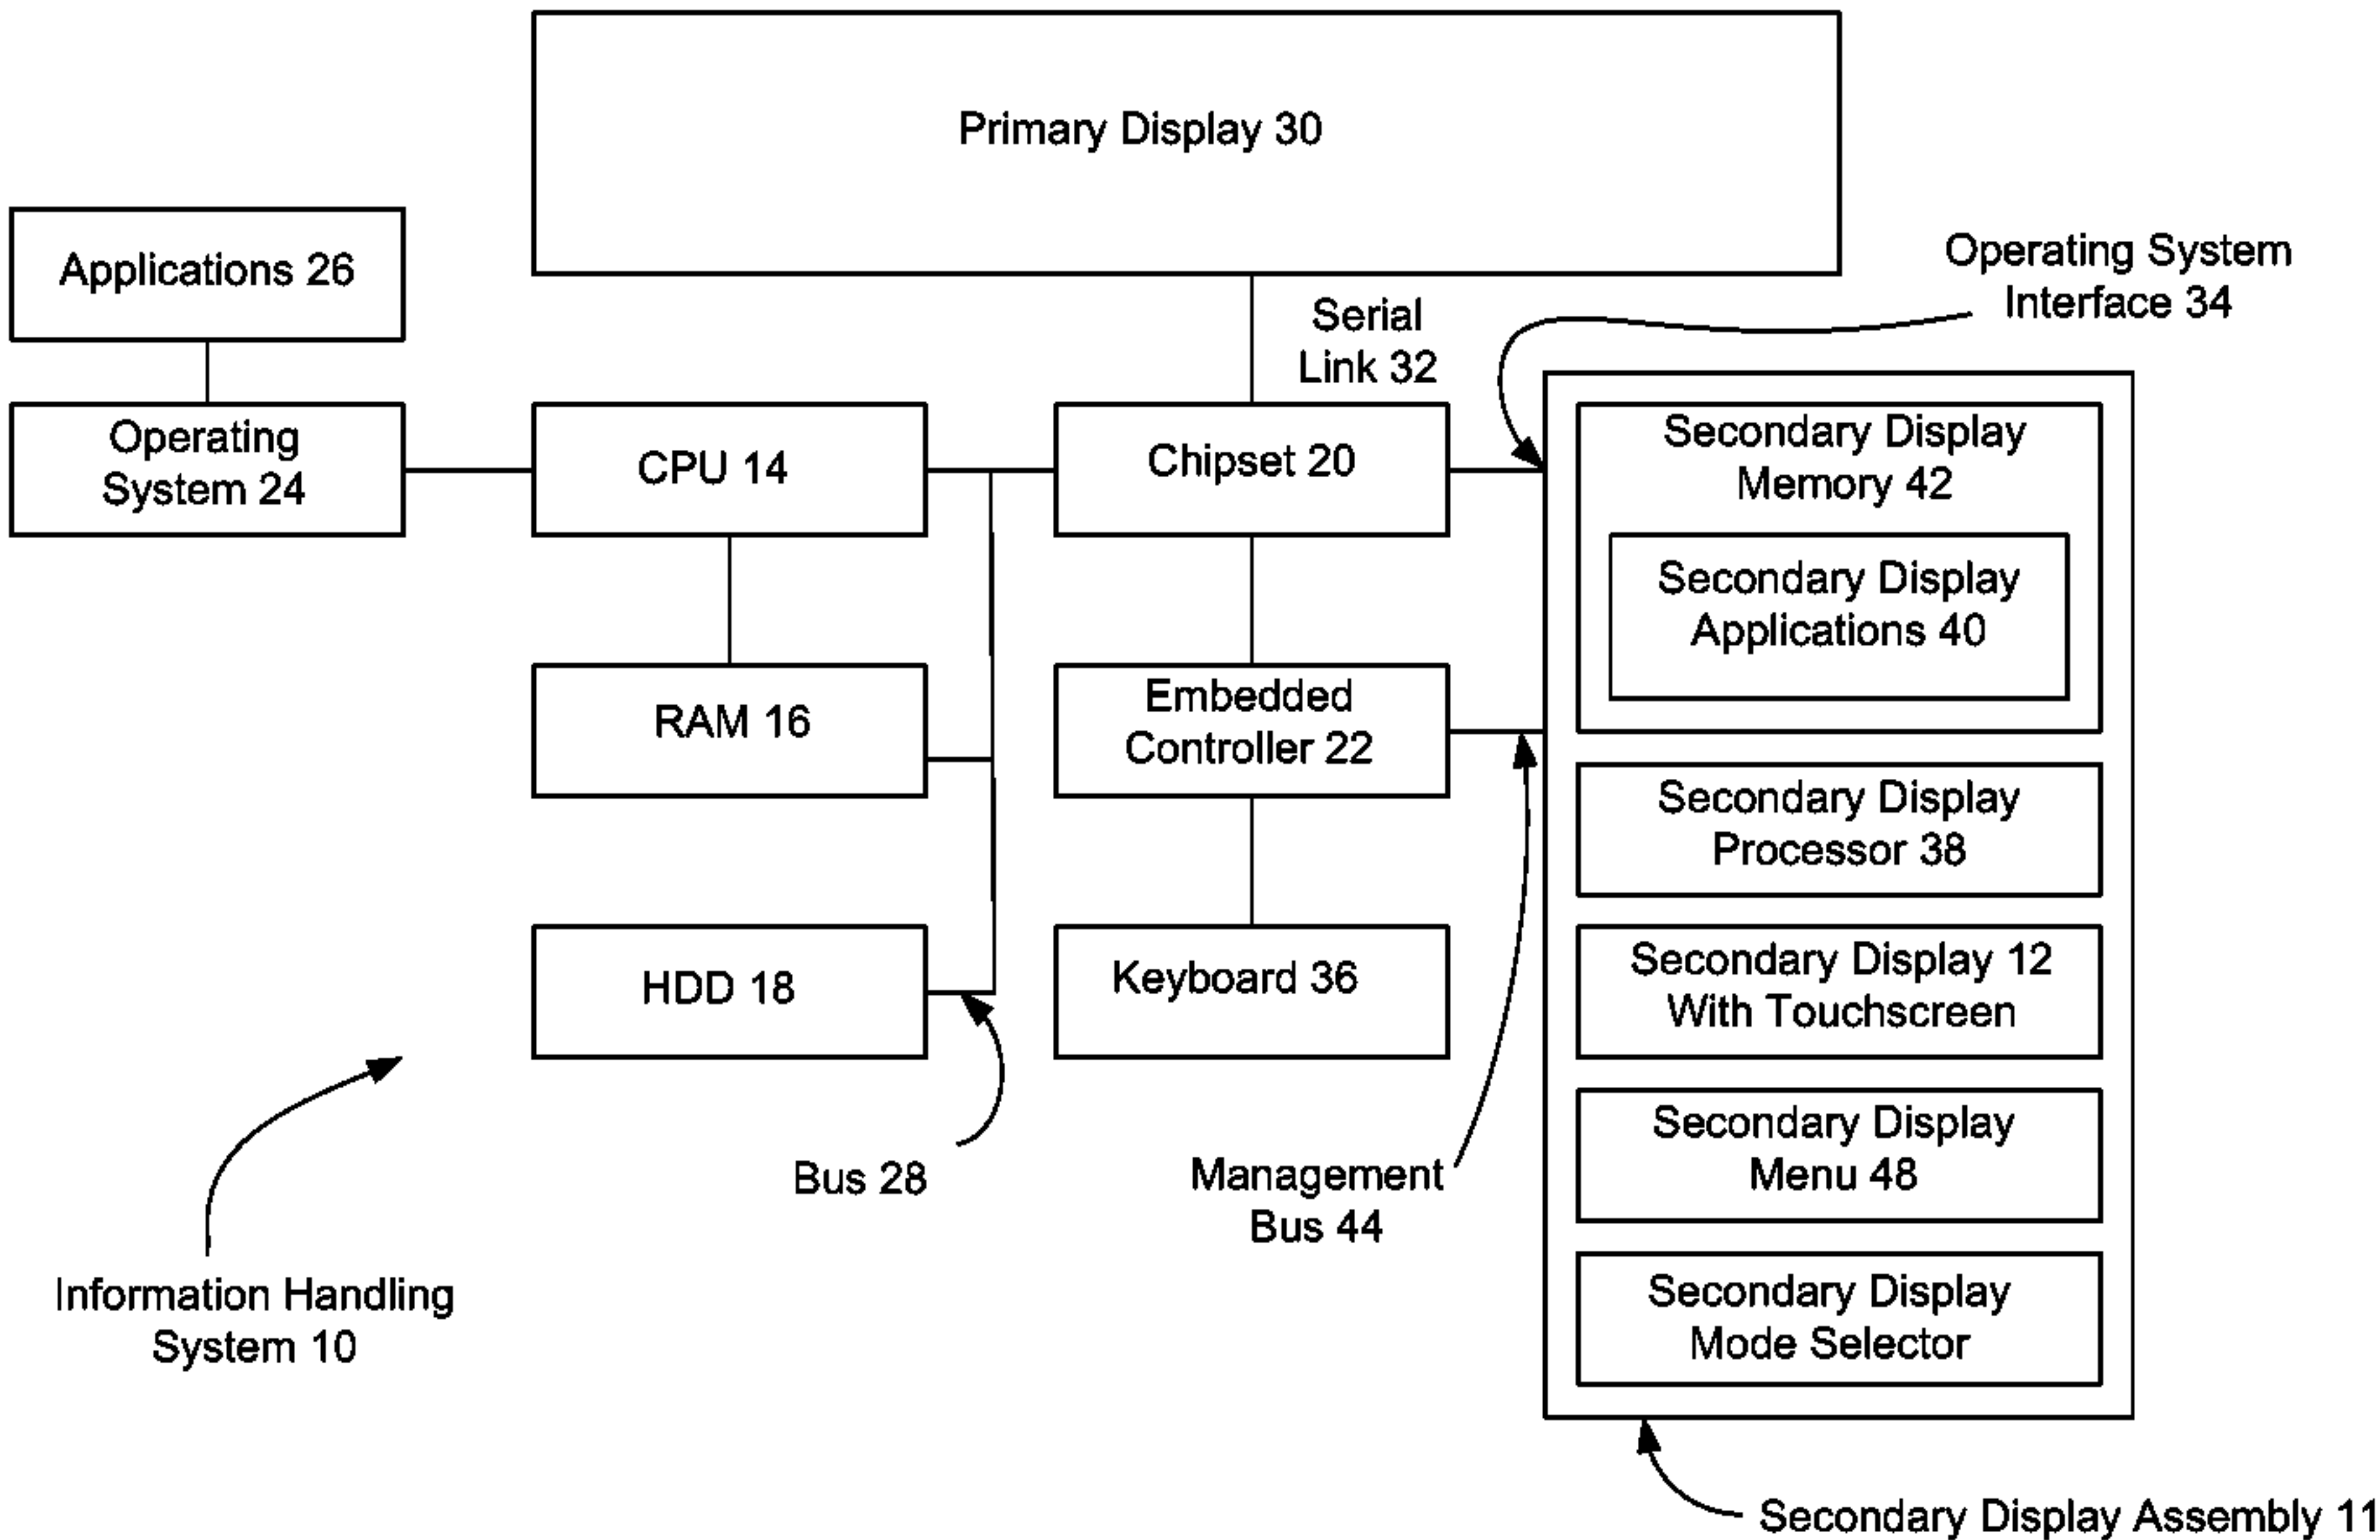 Primary Display 30
Applications 26
Operating System
Interface 34
Serial
Link 32
Operating
System 24
CPU 14
Chipset 20
Secondary Display
Memory 42
Secondary Display
Applications 40
RAM 16
Embedded
Controller 22
Secondary Display
Processor 38
HDD 18
Keyboard 36
Secondary Display 12
With Touchscreen
Secondary Display
Menu 48
Bus 28
Management
Bus 44
Information Handling
System 10
Secondary Display
Mode Selector
Secondary Display Assembly 11